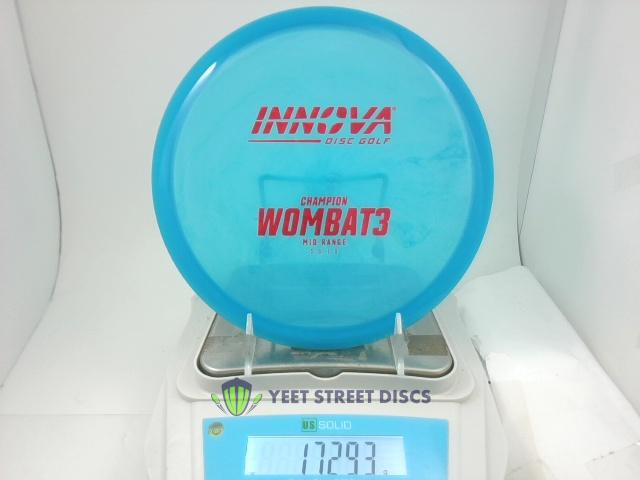 INNOVA
DISC GOLF
CHAMPION
WOMBAT3
MID-RANGE
YEET STREET DISCS
US SOLID
172.93 g